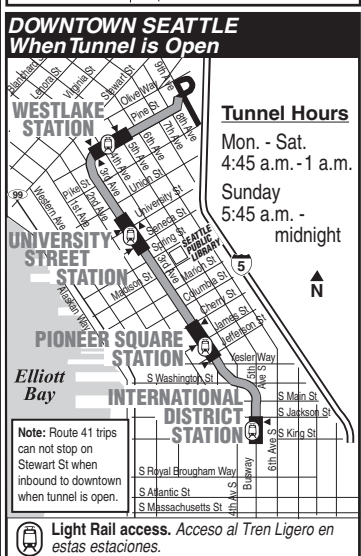 DOWNTOWN SEATTLE
When Tunnel is Open
Blanchard St
Lenora St
Virginia St
Stewart St
Olive Way
9th Ave
Pine St
8th Ave
7th Ave
6th Ave
5th Ave
4th Ave
3rd Ave
WESTLAKE
STATION
Tunnel Hours
Mon. - Sat.
4:45 a.m.-1 a.m.
Sunday
5:45 a.m. -
midnight
99
Western Ave
Pike St
1st Ave
2nd Ave
Union St
University St
Seneca St
Spring St
SEATTLE
PUBLIC
LIBRARY
UNIVERSITY
STREET
STATION
3rd Ave
Marion St
Madison St
Columbia St
Cherry St
James St
Jefferson St
Alaskan Way
5
N
PIONEER SQUARE
STATION
Yesler Way
Elliott
Bay
S Washington St
5th
Ave S
INTERNATIONAL
DISTRICT
STATION
S Main St
S Jackson St
S King St
Note: Route 41 trips
can not stop on
Stewart St when
inbound to downtown
when tunnel is open.
S Royal Brougham Way
S Atlantic St
S Massachusetts St
4th Av S
Busway
6th Ave S
Light Rail access. Acceso al Tren Ligero en
estas estaciones.